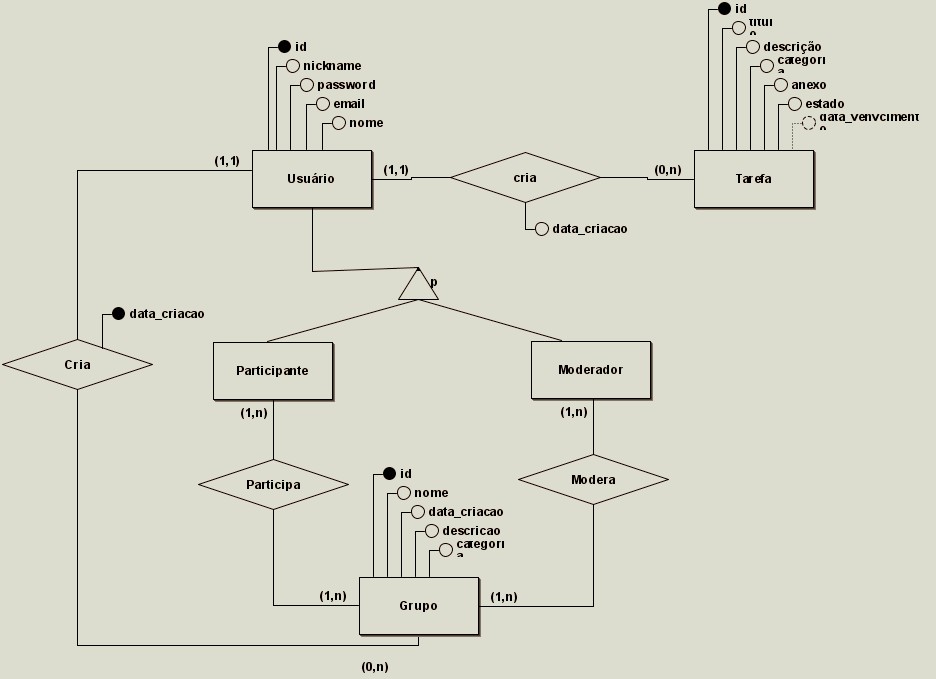 id
nickname
password
email
nome
Usuário
(1,1)
(1,1)
cria
data_criacao
(0,n)
id
titul
o
descrição
categori
a
anexo
estado
data_venvciment
o
Tarefa
p
data_criacao
Cria
Participante
(1,n)
Participa
(1,n)
Moderador
(1,n)
Modera
(1,n)
id
nome
data_criacao
descricao
categori
a
Grupo
(0,n)